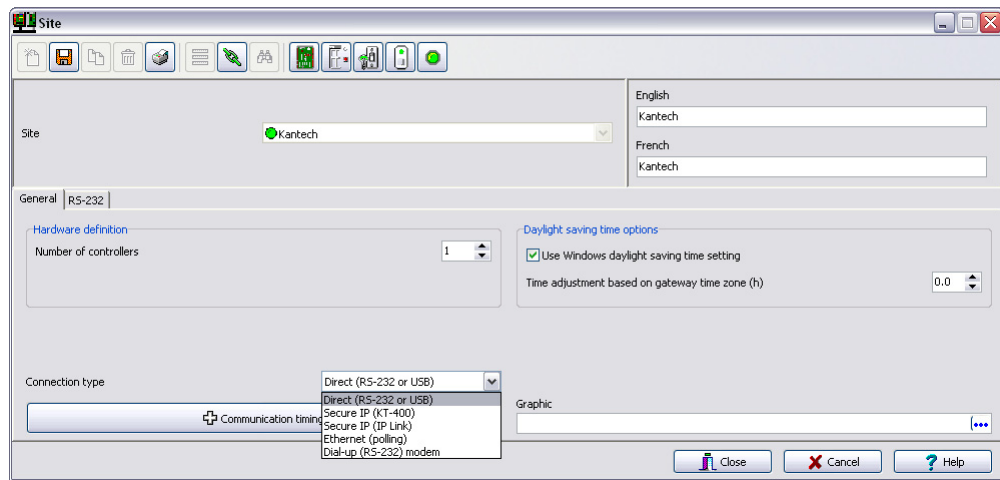 Site
English
Kantech
Site
Kantech
French
Kantech
General
RS-232
Hardware definition
Number of controllers
1
Daylight saving time options
Use Windows daylight saving time setting
Time adjustment based on gateway time zone (h)
0.0
Connection type
Direct (RS-232 or USB)
Direct (RS-232 or USB)
Secure IP (KT-400)
Secure IP (IP Link)
Ethernet (polling)
Dial-up (RS-232) modem
Communication timing
Graphic
Close
Cancel
Help